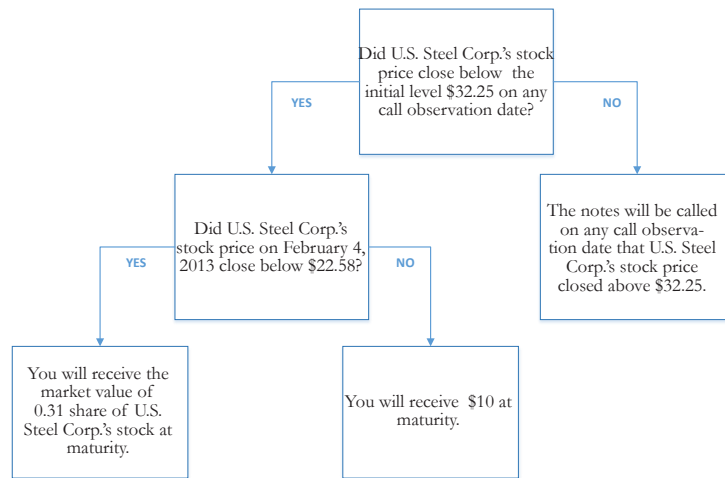 Did U.S. Steel Corp.'s stock
price close below the
initial level $32.25 on any
call observation date?
YES
NO
Did U.S. Steel Corp.'s
stock price on February 4,
2013 close below $22.58?
The notes will be called
on any call observa-
tion date that U.S. Steel
Corp.'s stock price
closed above $32.25.
YES
NO
You will receive the
market value of
0.31 share of U.S.
Steel Corp.'s stock at
maturity.
You will receive $10 at
maturity.